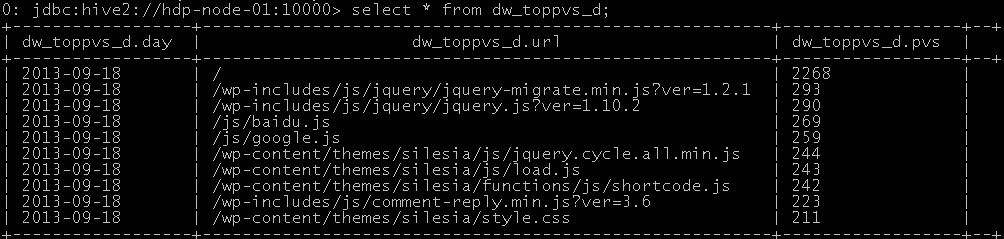 0: jdbc:hive2://hdp-node-01:10000> select * from dw_toppvs_d;
+-----------------+------------------------------------------------------+-----------------+--+
| dw_toppvs_d.day | dw_toppvs_d.url | dw_toppvs_d.pvs |
+-----------------+------------------------------------------------------+-----------------+--+
| 2013-09-18 | / | 2268 |
| 2013-09-18 | /wp-includes/js/jquery/jquery-migrate.min.js?ver=1.2.1 | 293 |
| 2013-09-18 | /wp-includes/js/jquery/jquery.js?ver=1.10.2 | 290 |
| 2013-09-18 | /js/baidu.js | 269 |
| 2013-09-18 | /js/google.js | 259 |
| 2013-09-18 | /wp-content/themes/silesia/js/jquery.cycle.all.min.js | 244 |
| 2013-09-18 | /wp-content/themes/silesia/js/load.js | 243 |
| 2013-09-18 | /wp-content/themes/silesia/functions/js/shortcode.js | 242 |
| 2013-09-18 | /wp-includes/js/comment-reply.min.js?ver=3.6 | 223 |
| 2013-09-18 | /wp-content/themes/silesia/style.css | 211 |
+-----------------+------------------------------------------------------+-----------------+--+